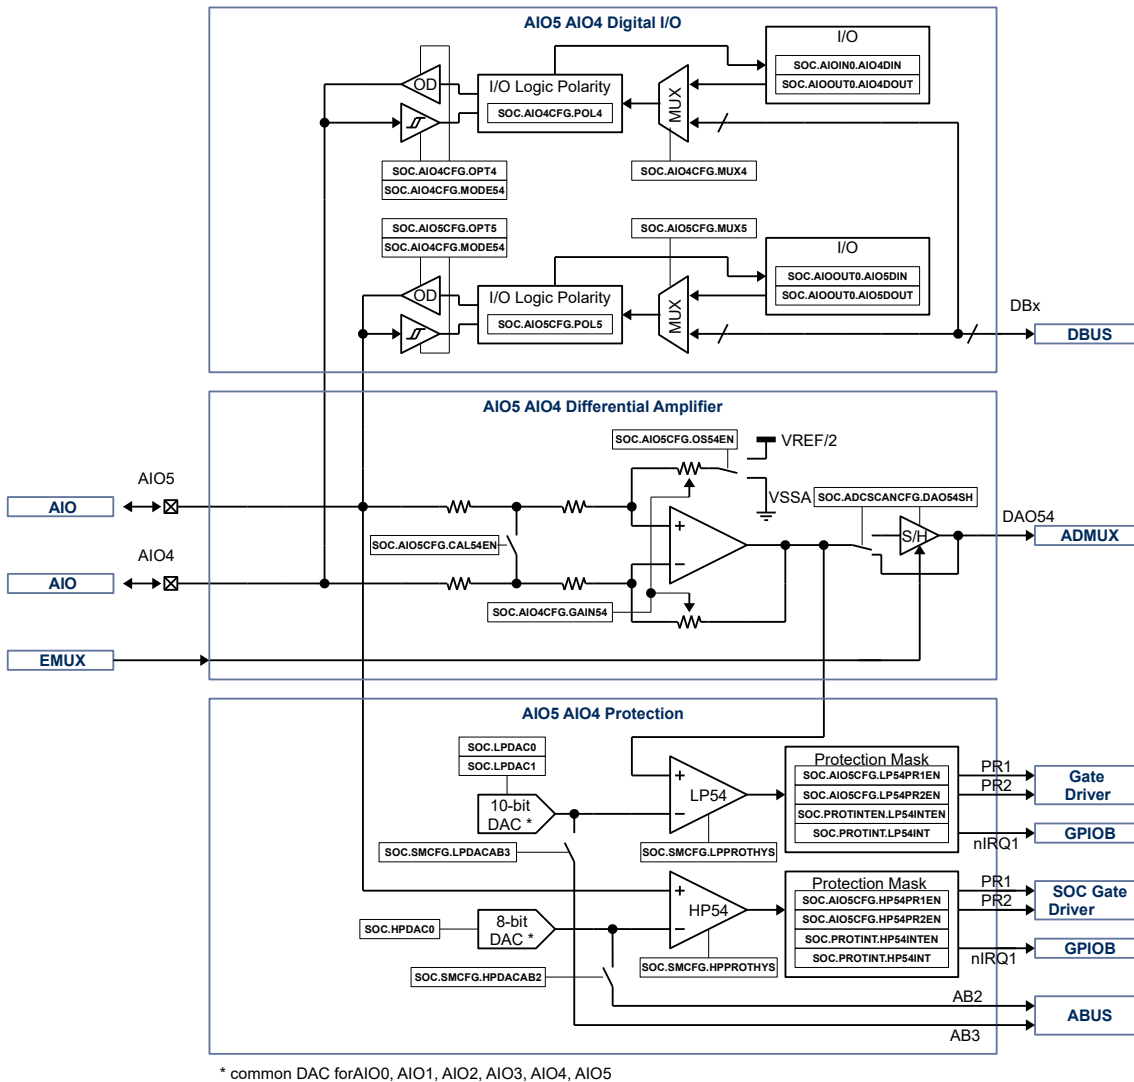 AIO5 AIO4 Digital I/O
I/O
SOC.AIOIN0.AIO4DIN
SOC.AIOOUT0.AIO4DOUT
OD
I/O Logic Polarity
SOC.AIO4CFG.POL4
MUX
SOC.AIO4CFG.OPT4
SOC.AIO4CFG.MODE54
SOC.AIO4CFG.MUX4
SOC.AIO5CFG.OPT5
SOC.AIO4CFG.MODE54
SOC.AIO5CFG.MUX5
I/O
SOC.AIOOUT0.AIO5DIN
SOC.AIOOUT0.AIO5DOUT
OD
I/O Logic Polarity
SOC.AIO5CFG.POL5
MUX
DBx
DBUS
AIO5 AIO4 Differential Amplifier
SOC.AIO5CFG.OS54EN
VREF/2
VSSA
SOC.ADCSCANCFG.DAO54SH
AIO5
AIO
DAO54
S/H
ADMUX
SOC.AIO5CFG.CAL54EN
+
−
AIO4
AIO
SOC.AIO4CFG.GAIN54
EMUX
AIO5 AIO4 Protection
SOC.LPDAC0
SOC.LPDAC1
10-bit
DAC *
+
LP54
−
Protection Mask
SOC.AIO5CFG.LP54PR1EN
SOC.AIO5CFG.LP54PR2EN
SOC.PROTINTEN.LP54INTEN
SOC.PROTINT.LP54INT
PR1
PR2
Gate
Driver
nIRQ1
GPIOB
SOC.SMCFG.LPDACAB3
SOC.SMCFG.LPPROTHYS
SOC.HPDAC0
8-bit
DAC *
+
HP54
−
Protection Mask
SOC.AIO5CFG.HP54PR1EN
SOC.AIO5CFG.HP54PR2EN
SOC.PROTINT.HP54INTEN
SOC.PROTINT.HP54INT
PR1
PR2
SOC Gate
Driver
nIRQ1
GPIOB
SOC.SMCFG.HPDACAB2
SOC.SMCFG.HPPROTHYS
AB2
AB3
ABUS
* common DAC forAIO0, AIO1, AIO2, AIO3, AIO4, AIO5